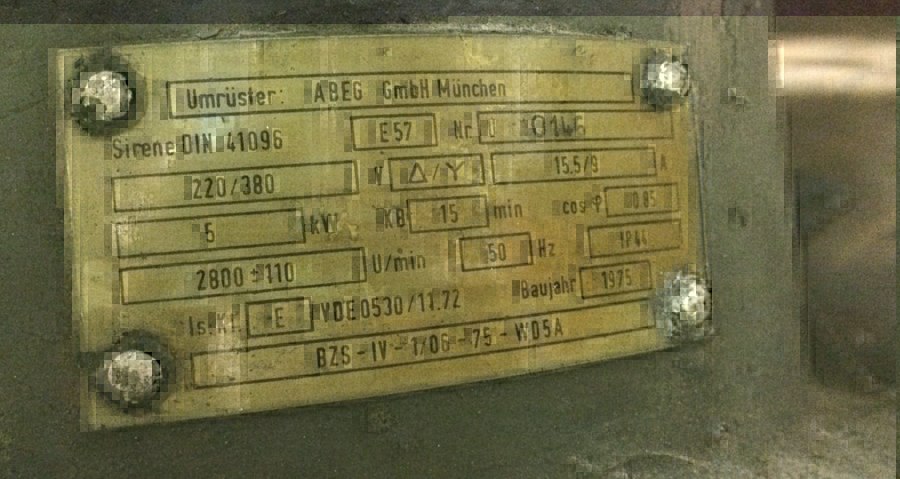 Umrüster: ABEG GmbH München
Sirene DIN 41096 E57 Nr.
220/380 V Δ/Y 15.5/9 A
5 kW KB 15 min cos φ 0.85
2800 ± 110 U/min 50 Hz IP44
Is.Kl. E VDE 0530/11.72 Baujahr 1975
BZS-IV-1/06-75-WD5A